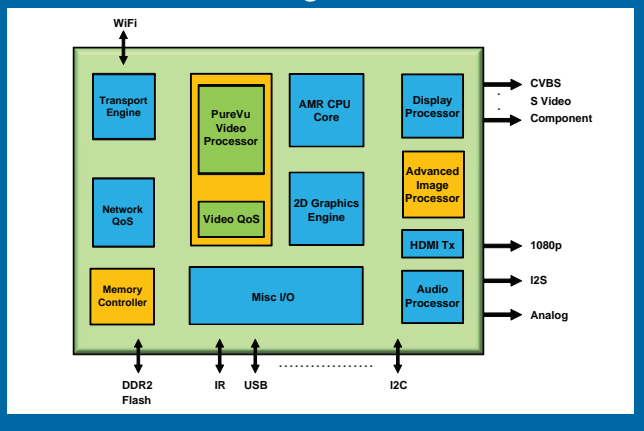 WiFi
Transport
Engine
PureVu
Video
Processor
AMR CPU
Core
Display
Processor
CVBS
S Video
Component
Advanced
Image
Processor
Network
QoS
Video QoS
2D Graphics
Engine
HDMI Tx
1080p
Memory
Controller
Misc I/O
Audio
Processor
I2S
Analog
DDR2
Flash
IR
USB
I2C